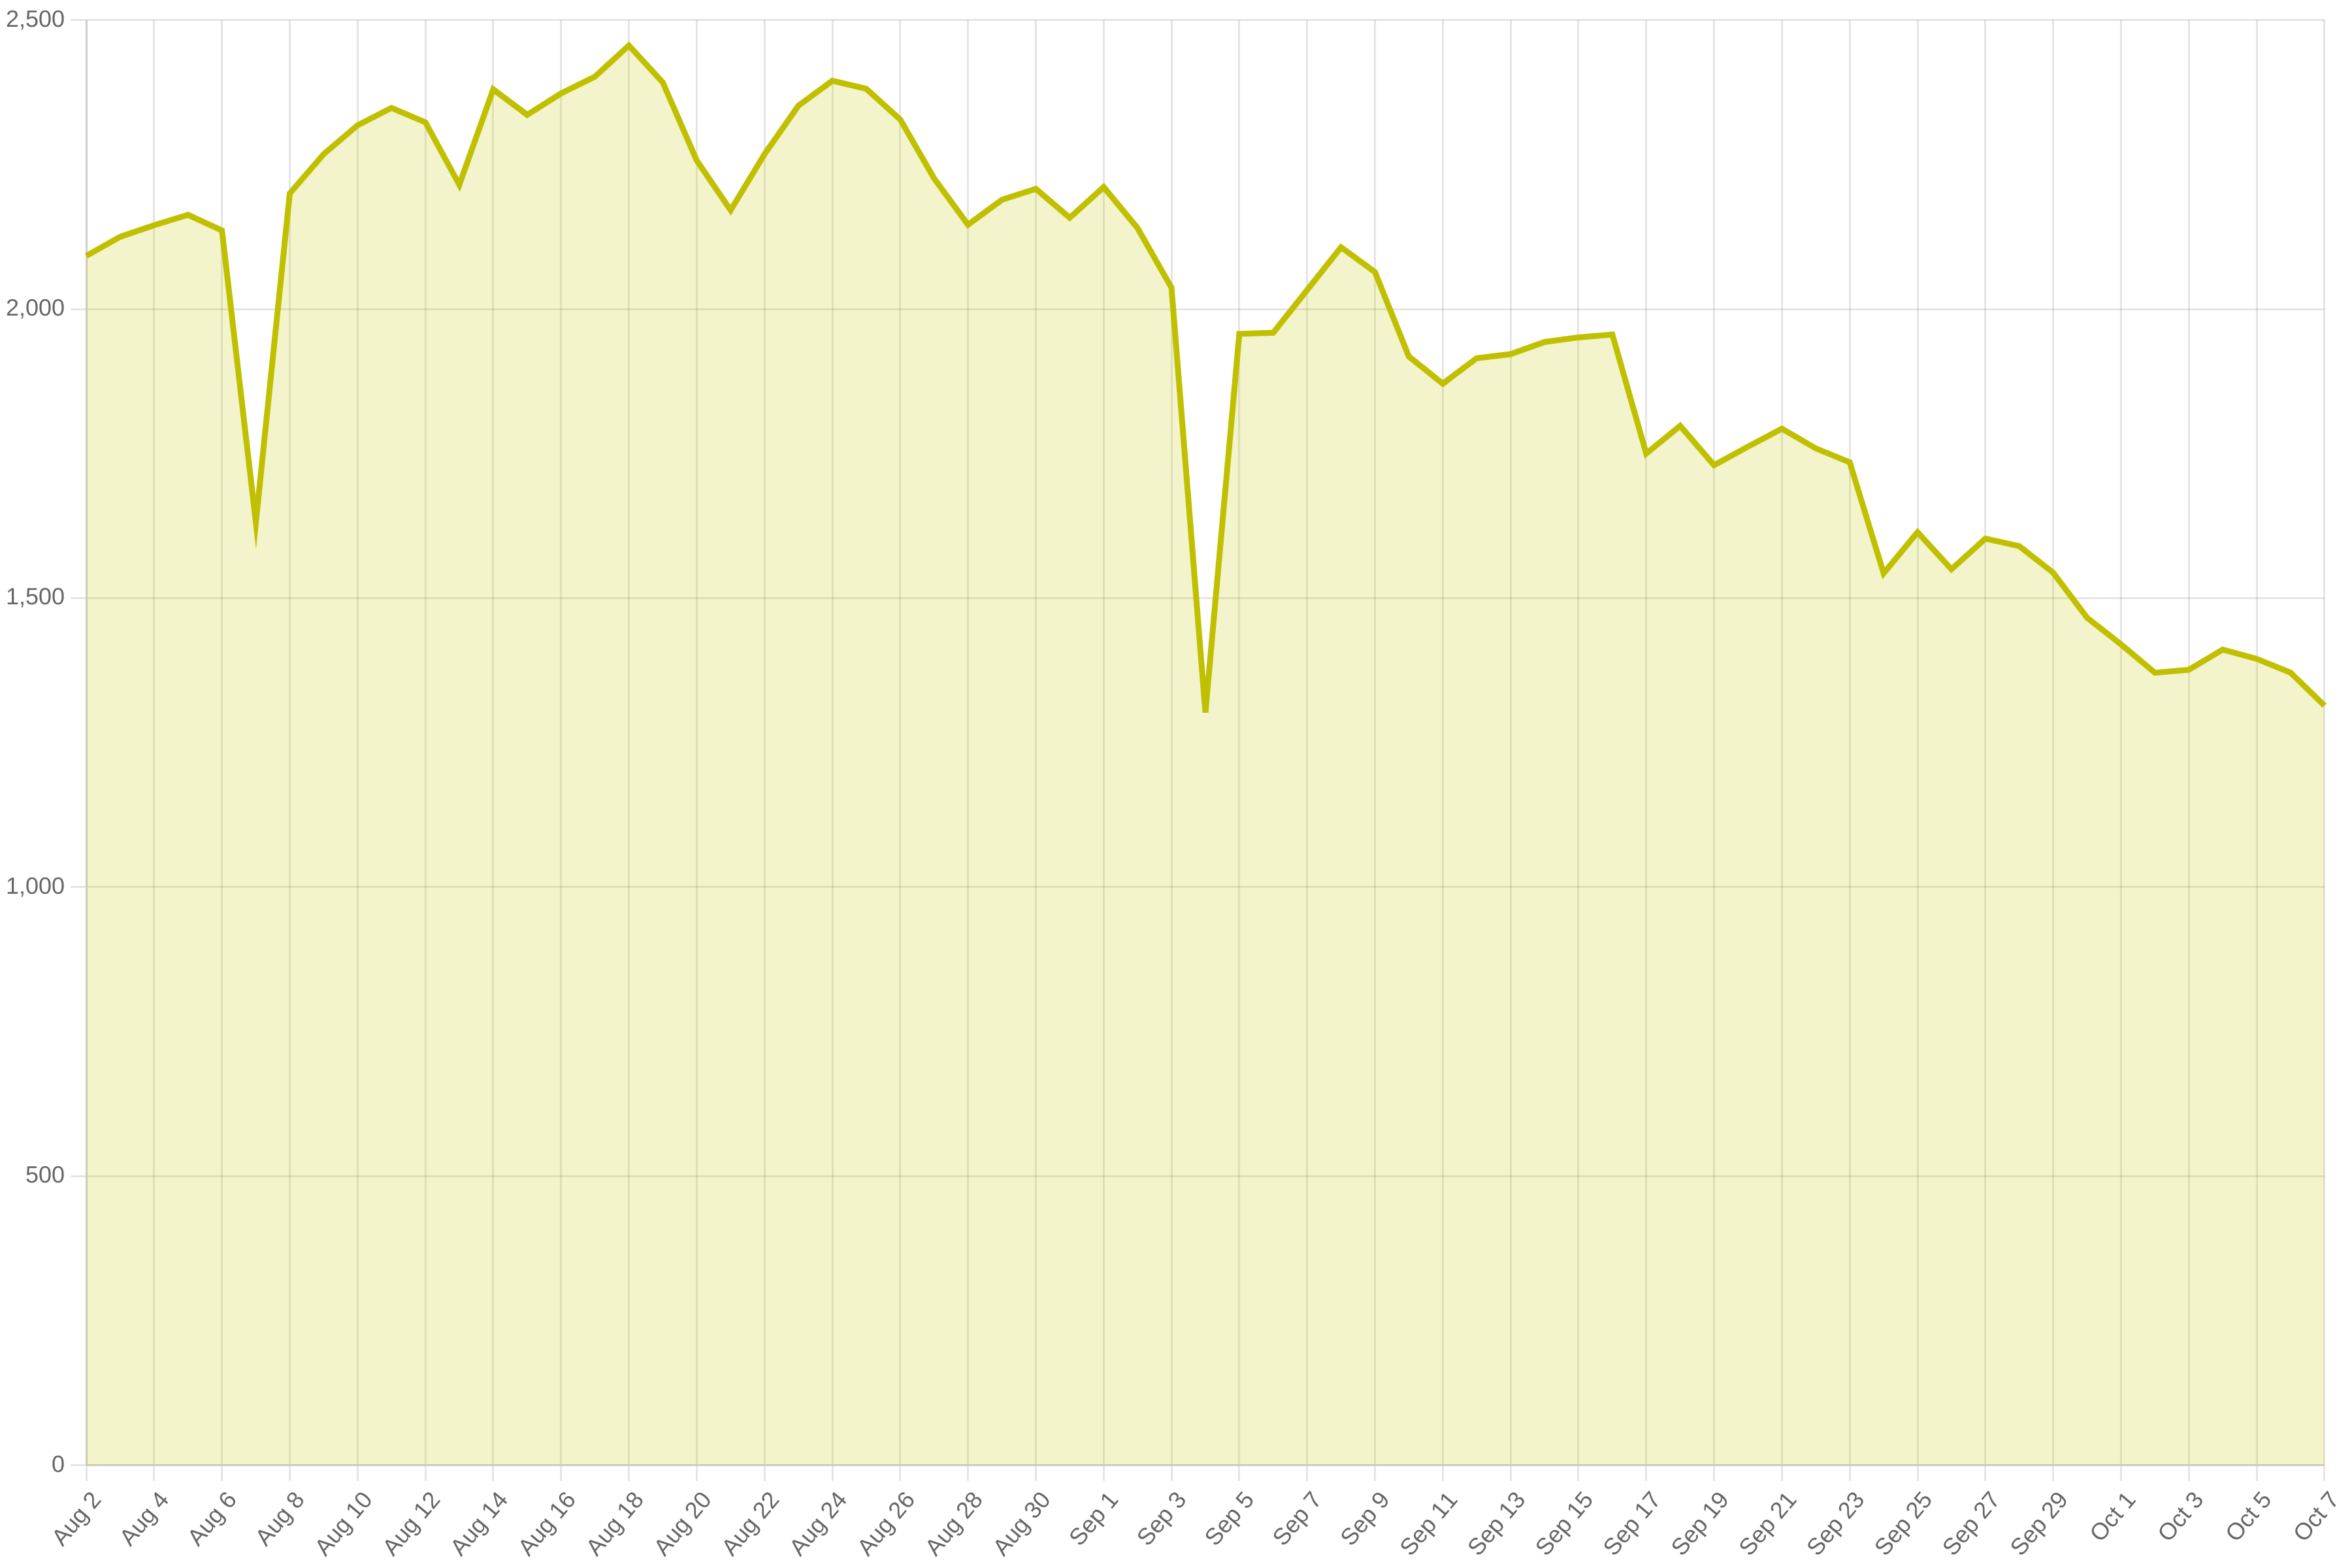 2,500
2,000
1,500
1,000
500
0
Aug 2
Aug 4
Aug 6
Aug 8
Aug 10
Aug 12
Aug 14
Aug 16
Aug 18
Aug 20
Aug 22
Aug 24
Aug 26
Aug 28
Aug 30
Sep 1
Sep 3
Sep 5
Sep 7
Sep 9
Sep 11
Sep 13
Sep 15
Sep 17
Sep 19
Sep 21
Sep 23
Sep 25
Sep 27
Sep 29
Oct 1
Oct 3
Oct 5
Oct 7